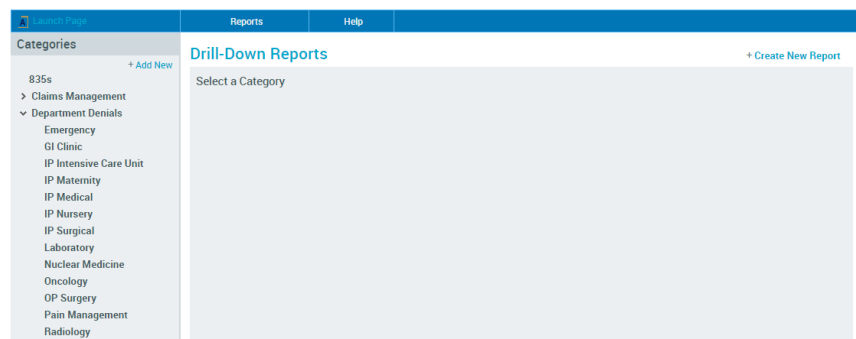 Launch Page
Reports
Help
Categories
+ Add New
835s
Claims Management
Department Denials
Emergency
GI Clinic
IP Intensive Care Unit
IP Maternity
IP Medical
IP Nursery
IP Surgical
Laboratory
Nuclear Medicine
Oncology
OP Surgery
Pain Management
Radiology
Drill-Down Reports
+ Create New Report
Select a Category